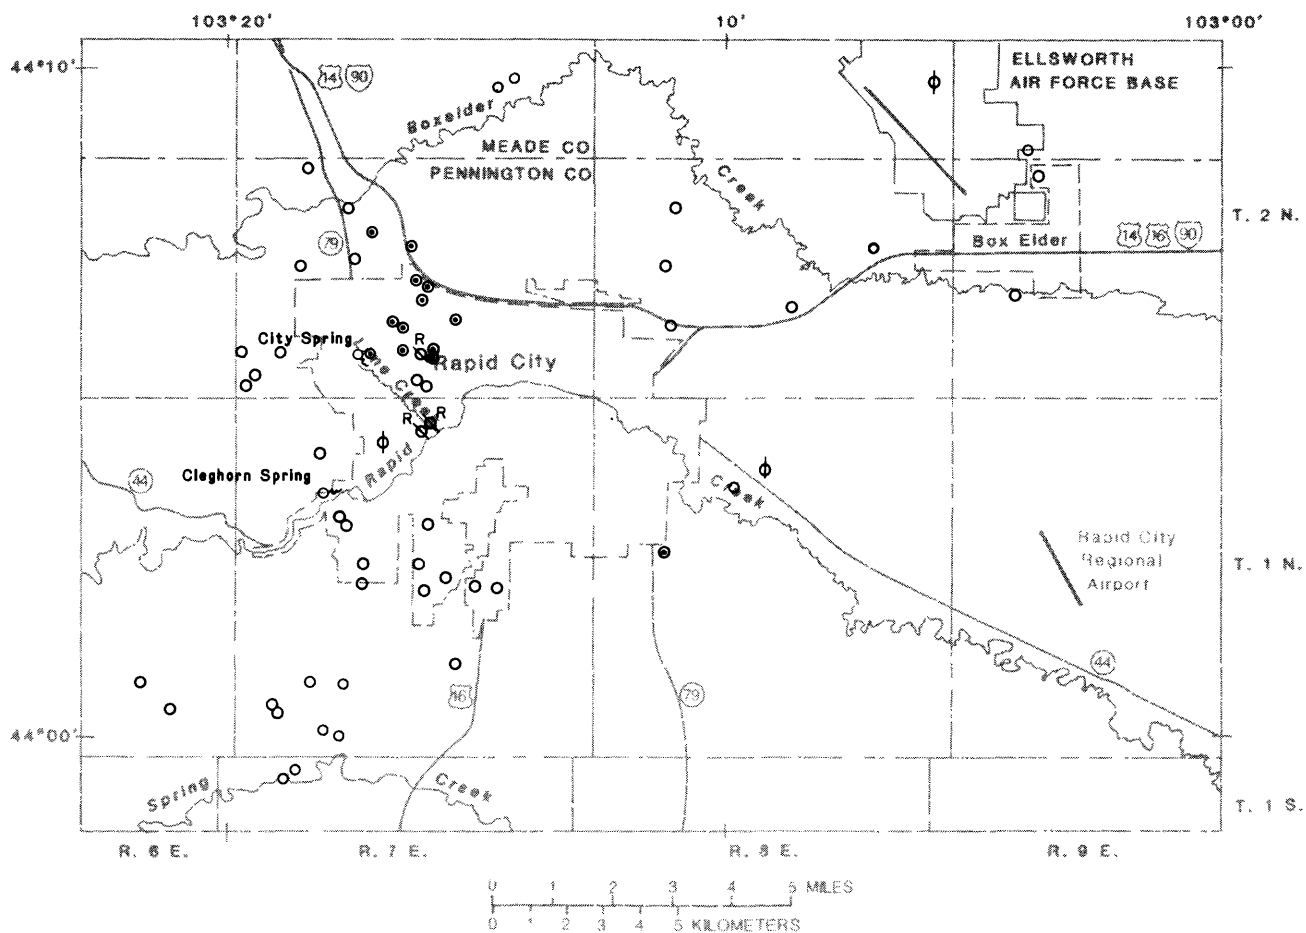 103°20'
10'
103°00'
44°10'
14
90
ELLSWORTH
AIR FORCE BASE
Boxelder
MEADE CO
PENNINGTON CO
Creek
T. 2 N.
79
Box Elder
14
16
90
City Spring
R
Rapid City
Lime Creek
R
R
Rapid
Cleghorn Spring
44
Creek
Rapid City
Regional
Airport
T. 1 N.
16
79
44
44°00'
Spring
Creek
T. 1 S.
R. 6 E.
R. 7 E.
R. 8 E.
R. 9 E.
0 1 2 3 4 5 MILES
0 1 2 3 4 5 KILOMETERS